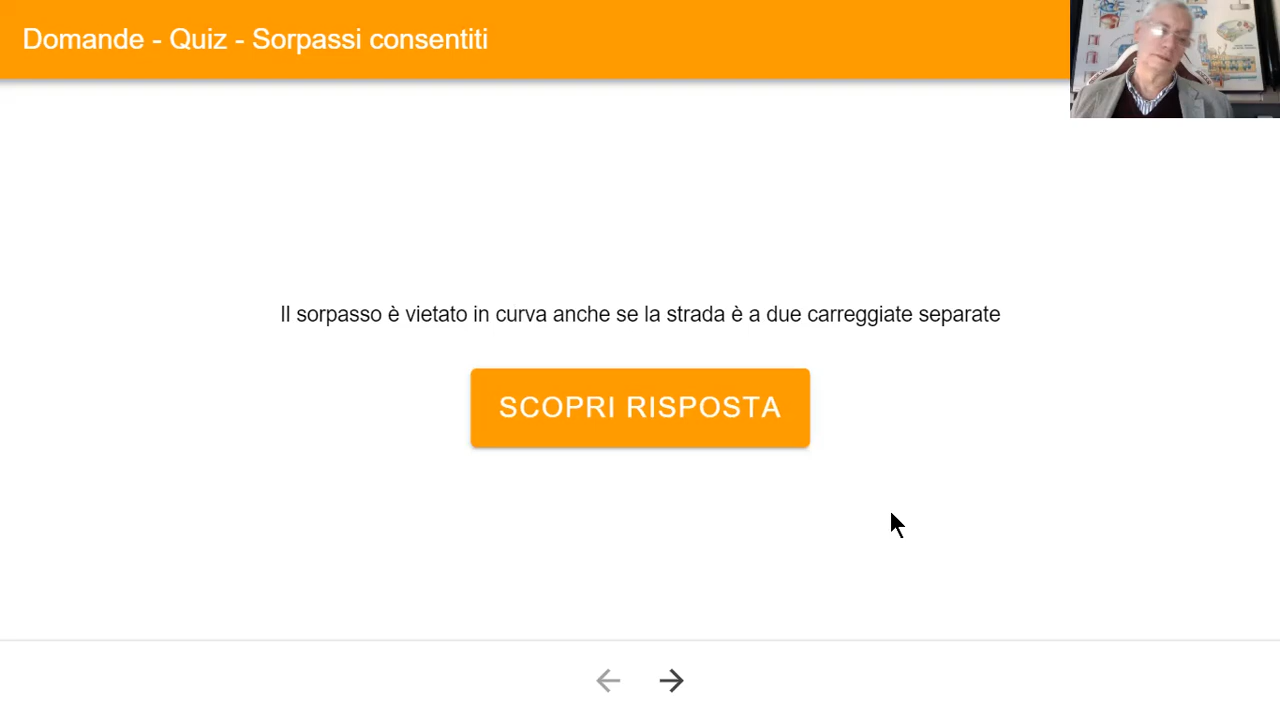 Domande - Quiz - Sorpassi consentiti
Il sorpasso è vietato in curva anche se la strada è a due carreggiate separate
SCOPRI RISPOSTA